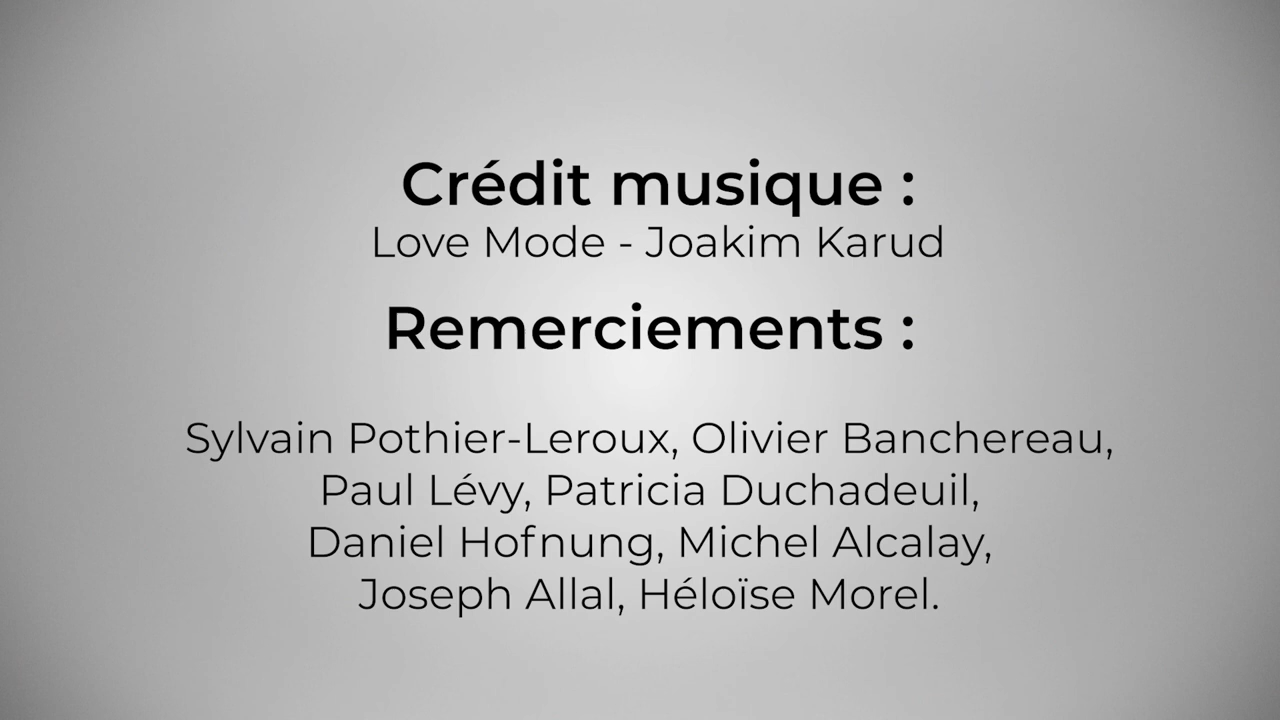 Crédit musique :
Love Mode - Joakim Karud
Remerciements :
Sylvain Pothier-Leroux, Olivier Banchereau,
Paul Lévy, Patricia Duchadeuil,
Daniel Hofnung, Michel Alcalay,
Joseph Allal, Héloïse Morel.